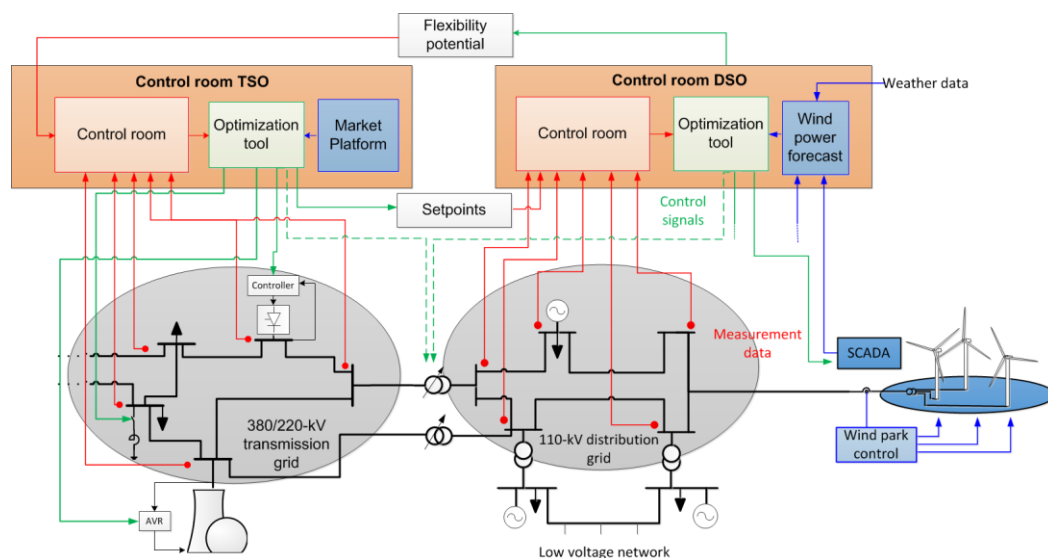 Flexibility
potential
Control room TSO
Control room DSO
Weather data
Control room
Optimization
tool
Market
Platform
Control room
Optimization
tool
Wind
power
forecast
Setpoints
Control
signals
Controller
Measurement
data
SCADA
380/220-kV
transmission
grid
110-kV distribution
grid
Wind park
control
AVR
Low voltage network